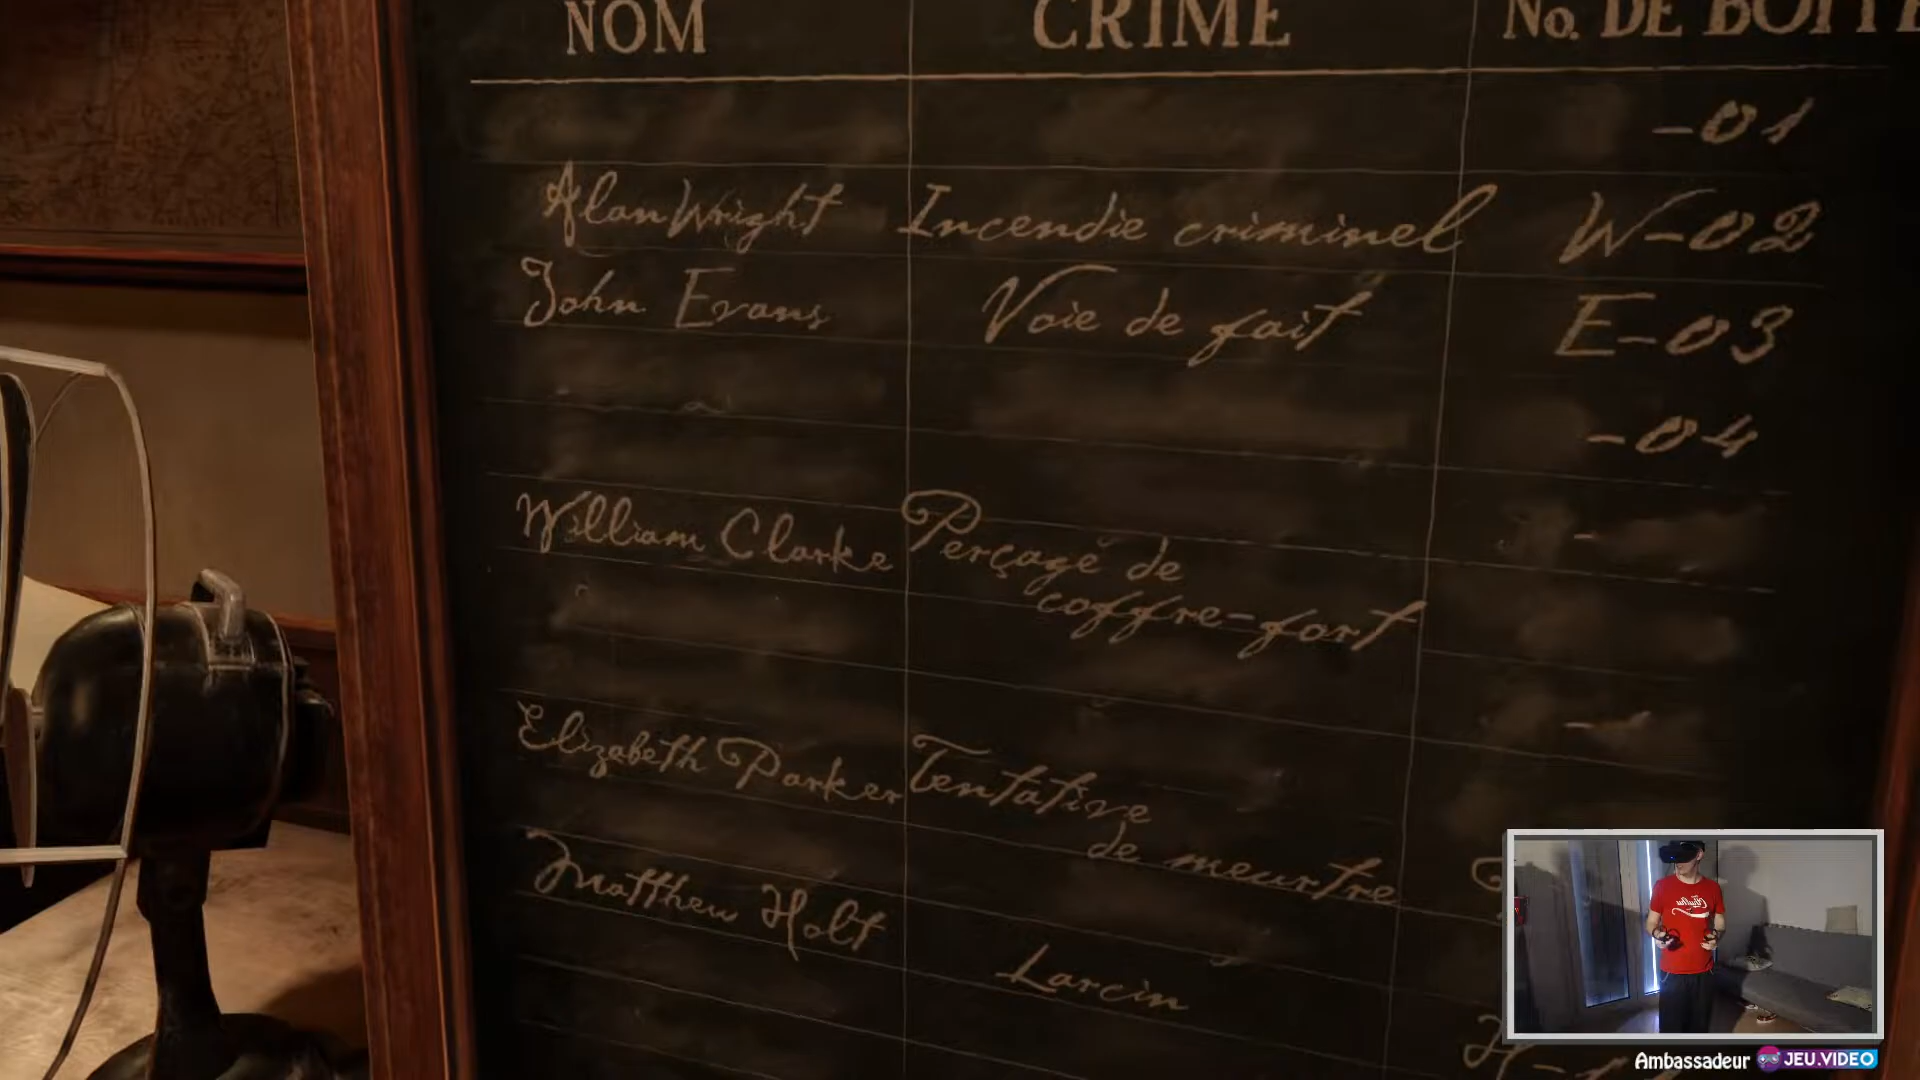 NOM CRIME No. DE BOITE
-01
Alan Wright Incendie criminel W-02
John Evans Voie de fait E-03
-04
William Clarke Perçage de
coffre-fort
Elizabeth Parker Tentative
de meurtre
Matthew Holt
Larcin
Ambassadeur JEU.VIDEO